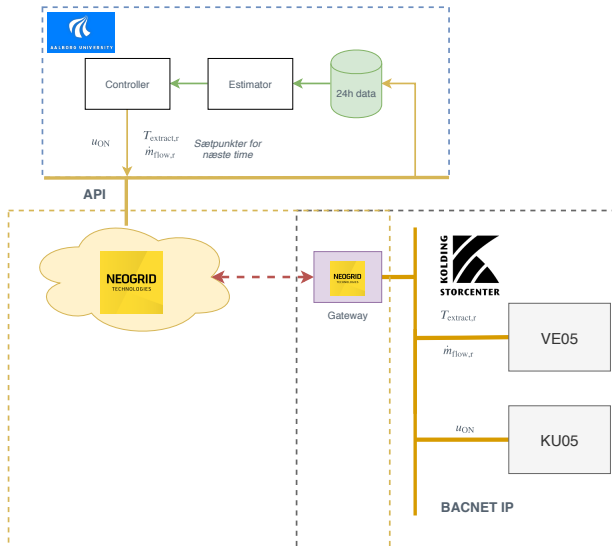 AALBORG UNIVERSITY
Controller
Estimator
24h data
u_ON
T_extract,r
ṁ_flow,r
Sætpunkter for
næste time
API
NEOGRID
TECHNOLOGIES
NEOGRID
TECHNOLOGIES
Gateway
KOLDING
STORCENTER
T_extract,r
ṁ_flow,r
VE05
u_ON
KU05
BACNET IP